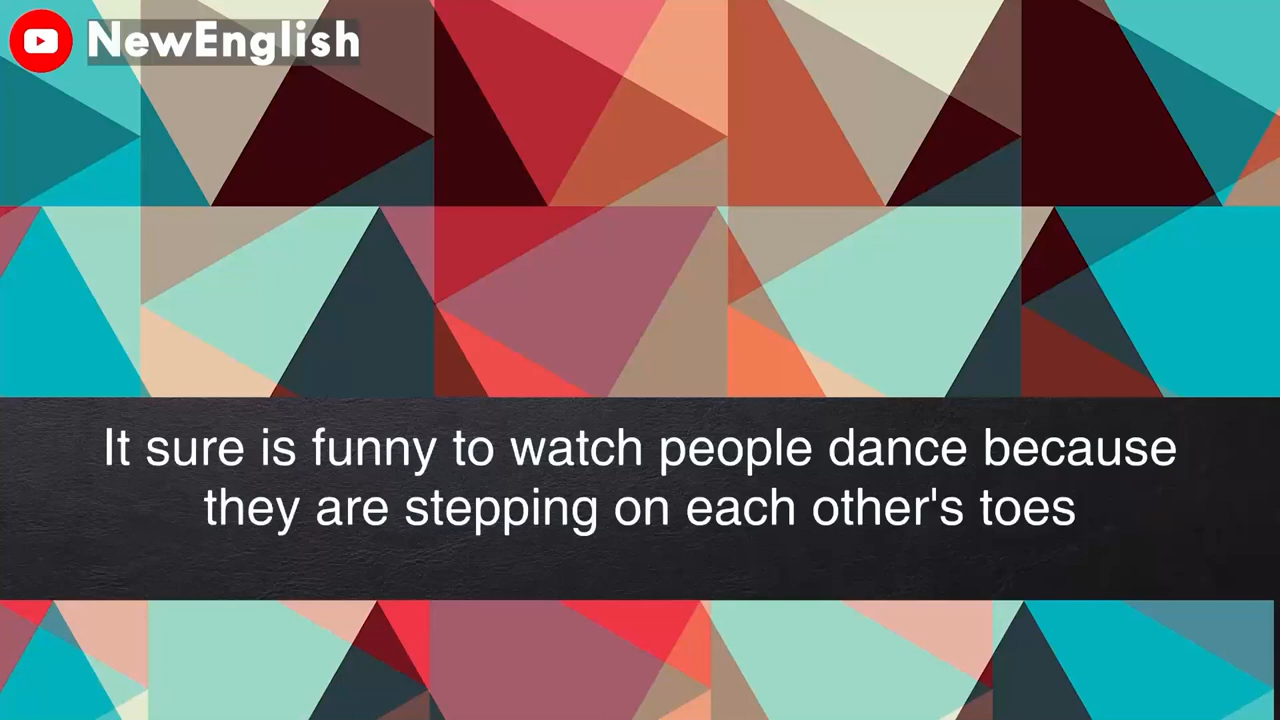 NewEnglish
It sure is funny to watch people dance because
they are stepping on each other's toes